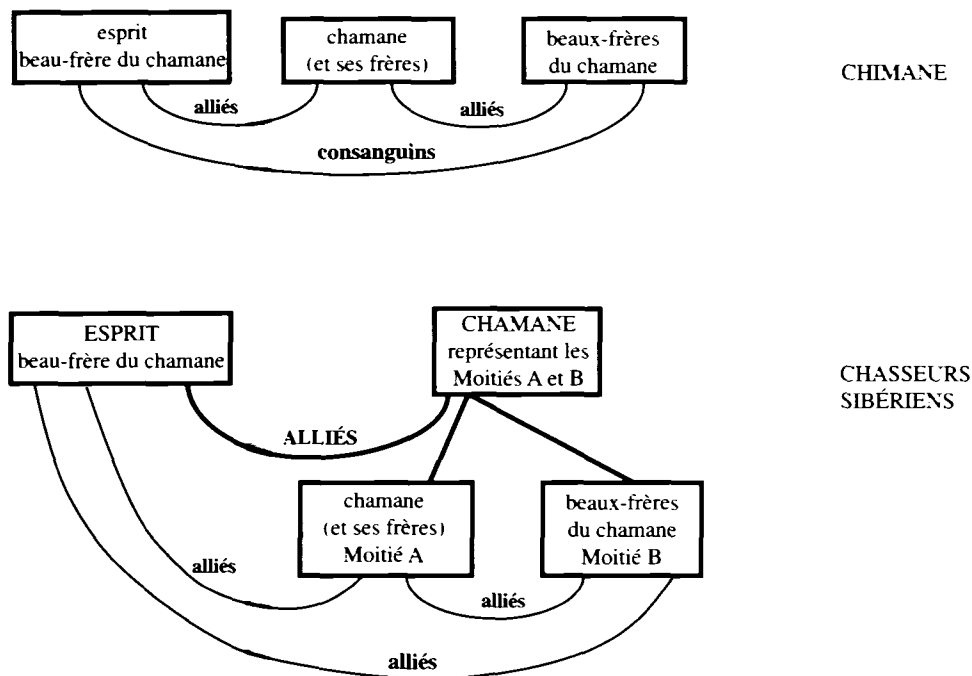 esprit
beau-frère du chamane
chamane
(et ses frères)
beaux-frères
du chamane
CHIMANE
alliés
alliés
consanguins
ESPRIT
beau-frère du chamane
CHAMANE
représentant les
Moitiés A et B
CHASSEURS
SIBÉRIENS
ALLIÉS
chamane
(et ses frères)
Moitié A
beaux-frères
du chamane
Moitié B
alliés
alliés
alliés